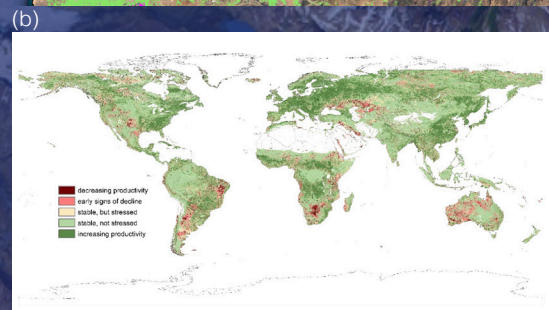 (b)
decreasing productivity
early signs of decline
stable, but stressed
stable, not stressed
increasing productivity